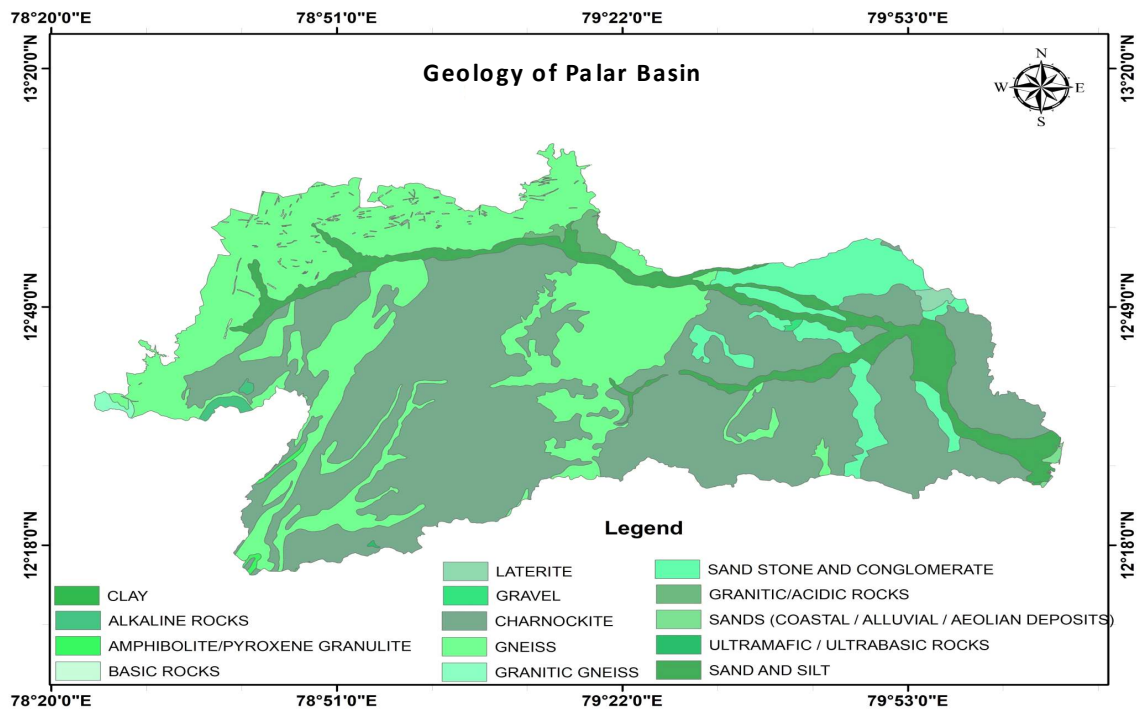 78°20'0"E 78°51'0"E 79°22'0"E 79°53'0"E
13°20'0"N
13°20'0"N
Geology of Palar Basin
N
W E
S
12°49'0"N
12°49'0"N
12°18'0"N
12°18'0"N
Legend
CLAY
ALKALINE ROCKS
AMPHIBOLITE/PYROXENE GRANULITE
BASIC ROCKS
LATERITE
GRAVEL
CHARNOCKITE
GNEISS
GRANITIC GNEISS
SAND STONE AND CONGLOMERATE
GRANITIC/ACIDIC ROCKS
SANDS (COASTAL / ALLUVIAL / AEOLIAN DEPOSITS)
ULTRAMAFIC / ULTRABASIC ROCKS
SAND AND SILT
78°20'0"E 78°51'0"E 79°22'0"E 79°53'0"E